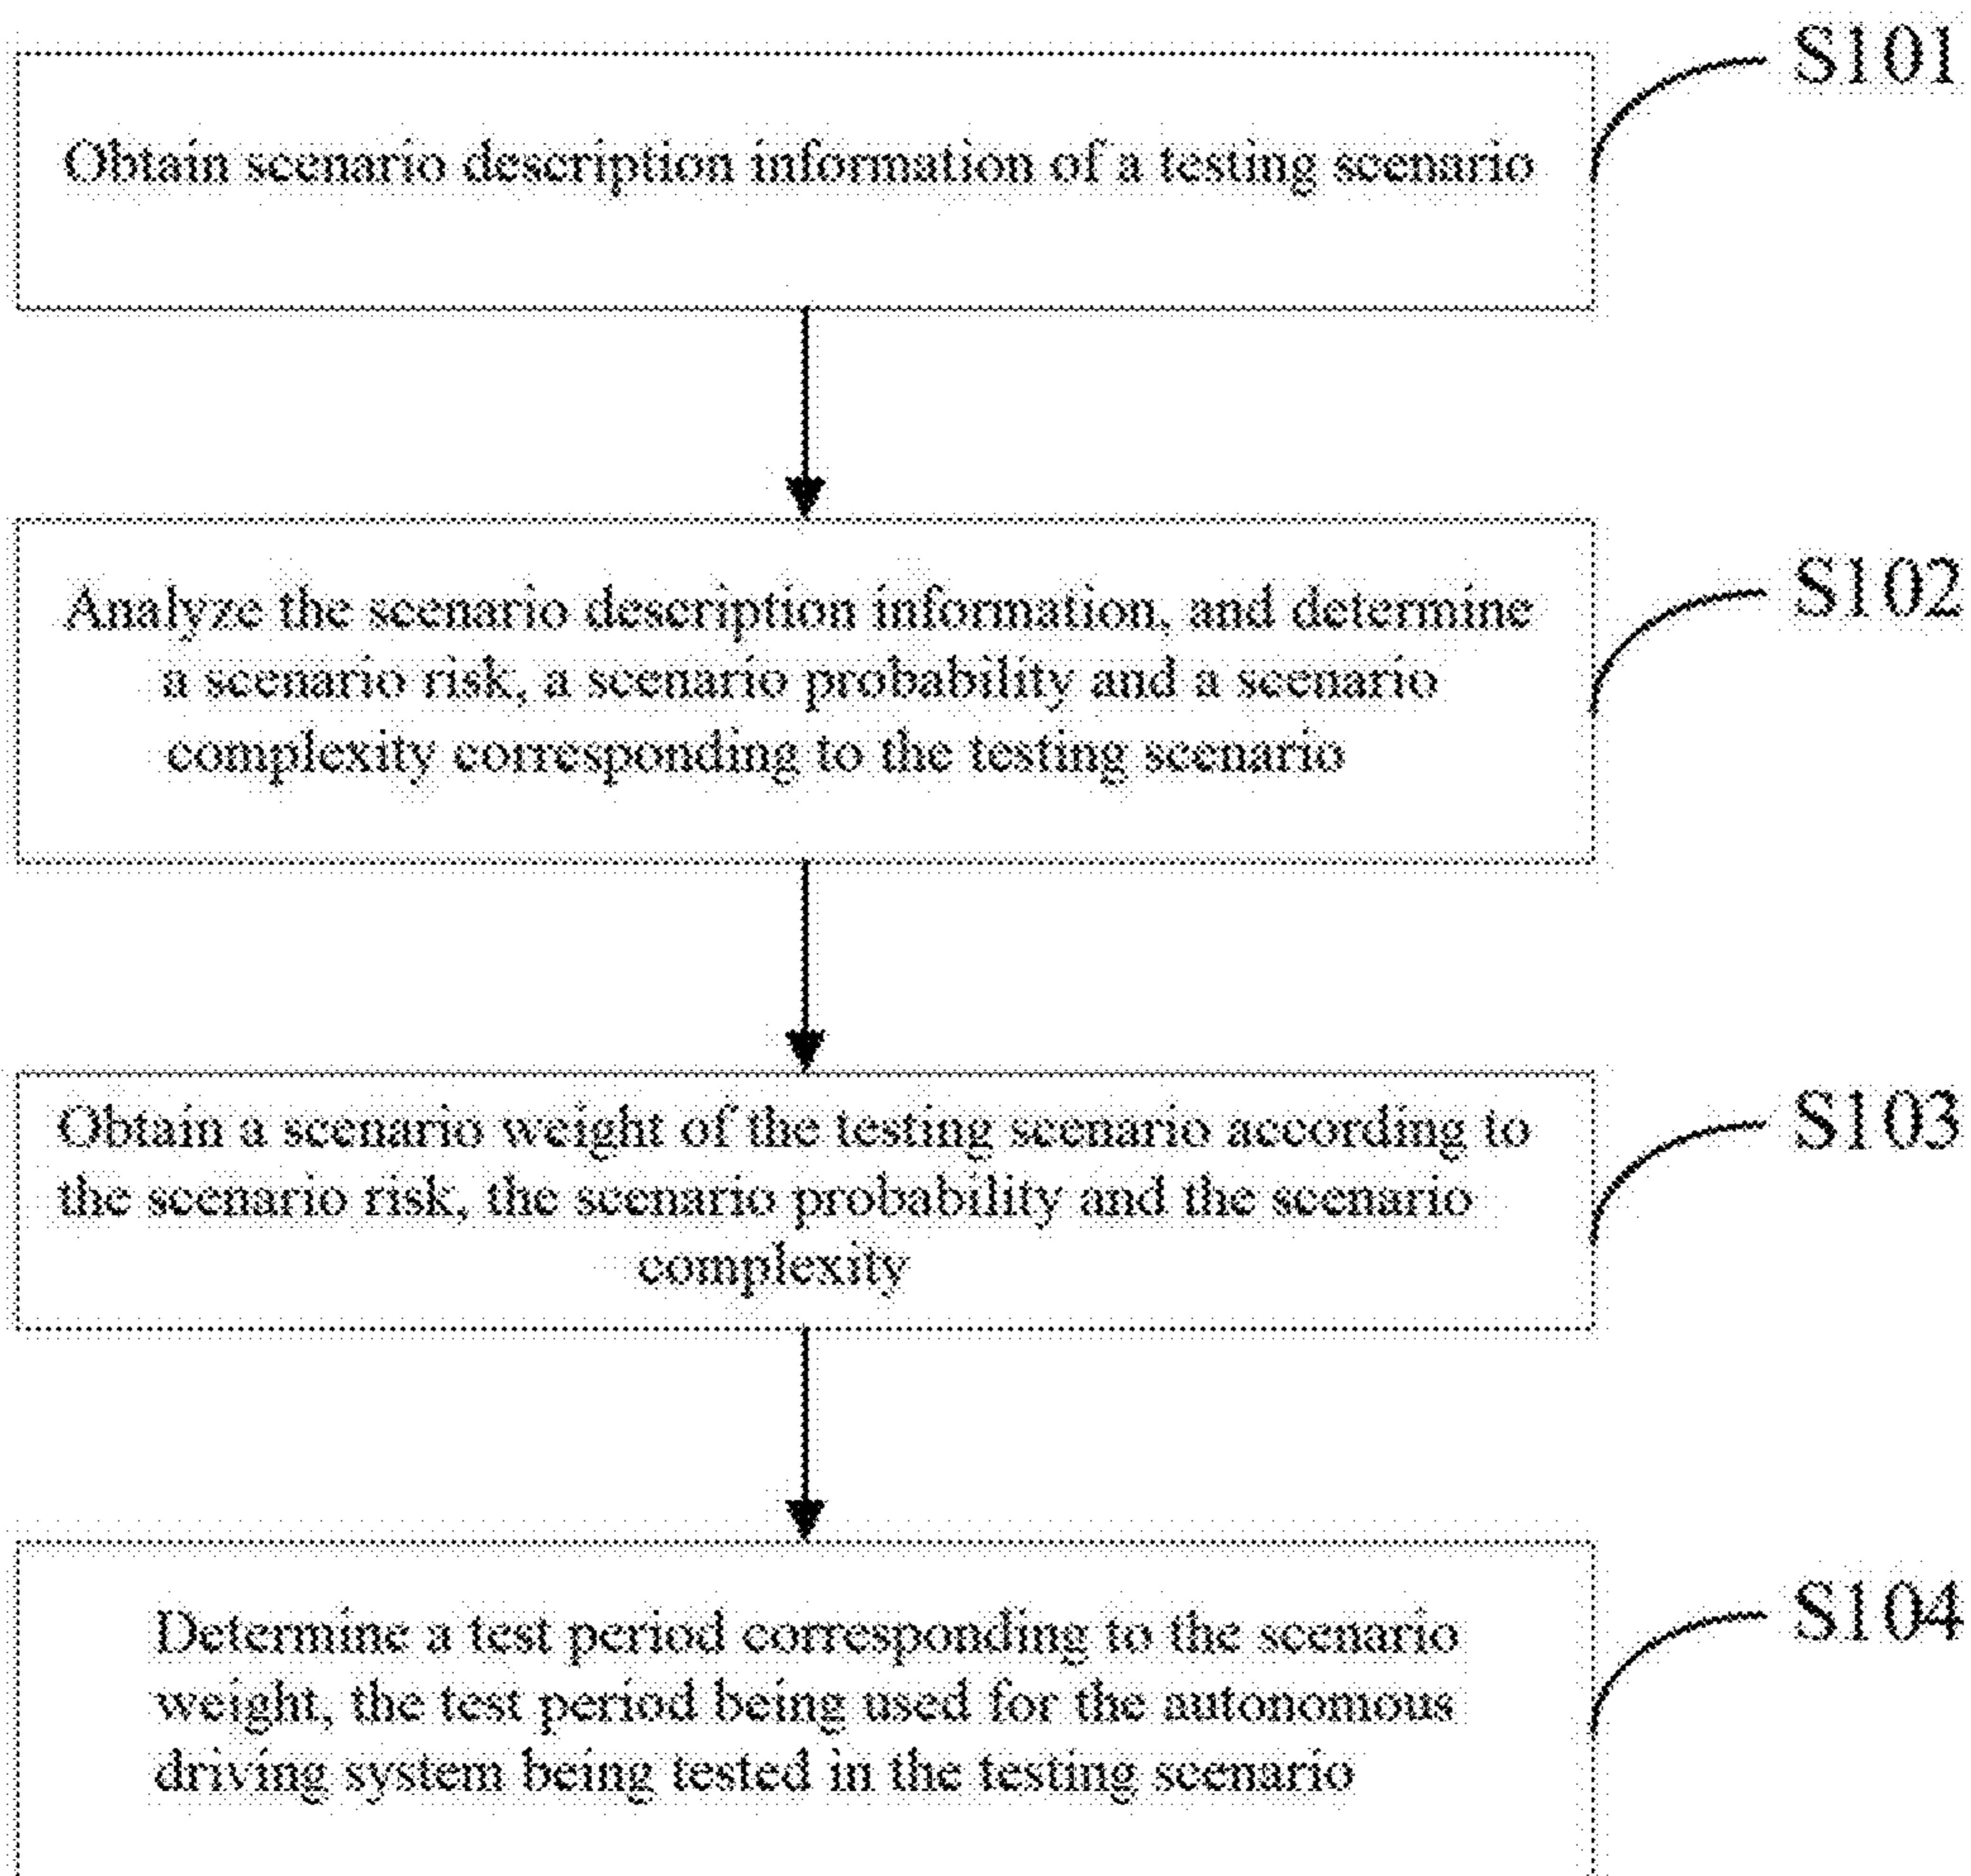 S101
Obtain scenario description information of a testing scenario
S102
Analyze the scenario description information, and determine
a scenario risk, a scenario probability and a scenario
complexity corresponding to the testing scenario
S103
Obtain a scenario weight of the testing scenario according to
the scenario risk, the scenario probability and the scenario
complexity
S104
Determine a test period corresponding to the scenario
weight, the test period being used for the autonomous
driving system being tested in the testing scenario